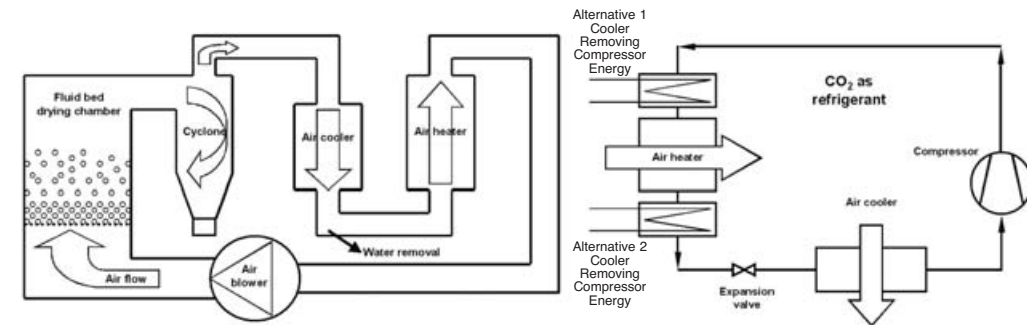 Fluid bed
drying chamber
Cyclone
Air cooler
Air heater
Water removal
Air flow
Air
blower
Alternative 1
Cooler
Removing
Compressor
Energy
CO₂ as
refrigerant
Air heater
Compressor
Air cooler
Alternative 2
Cooler
Removing
Compressor
Energy
Expansion
valve